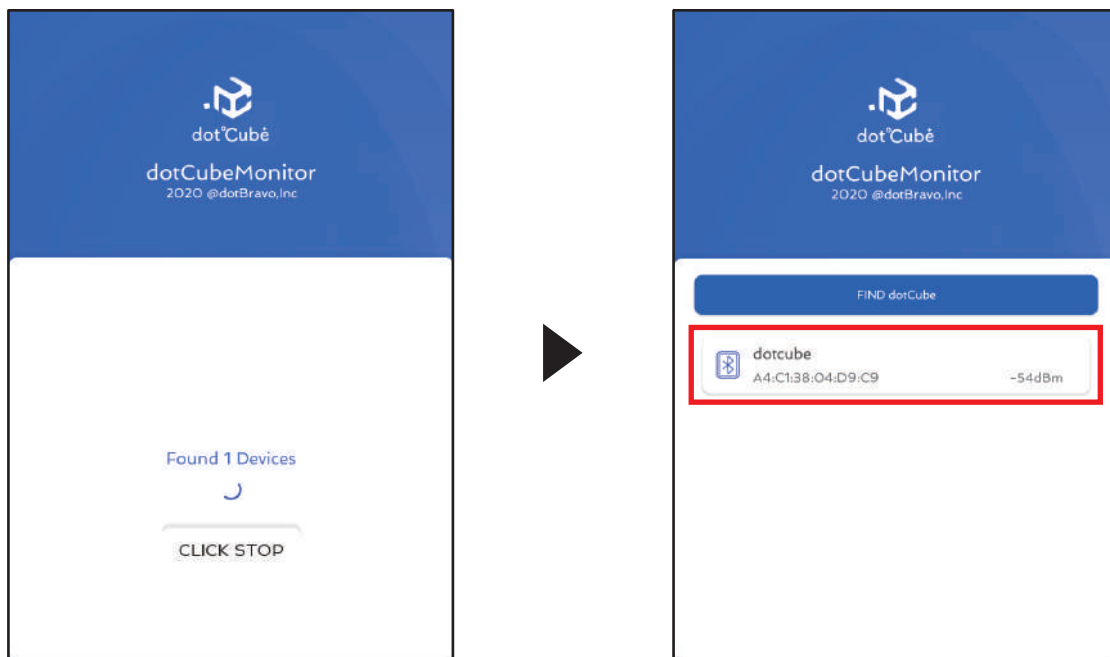 dot°Cubė
dotCubeMonitor
2020 @dotBravo,Inc
Found 1 Devices
CLICK STOP
dot°Cubė
dotCubeMonitor
2020 @dotBravo,Inc
FIND dotCube
dotcube
A4:C1:38:04:D9:C9
-54dBm